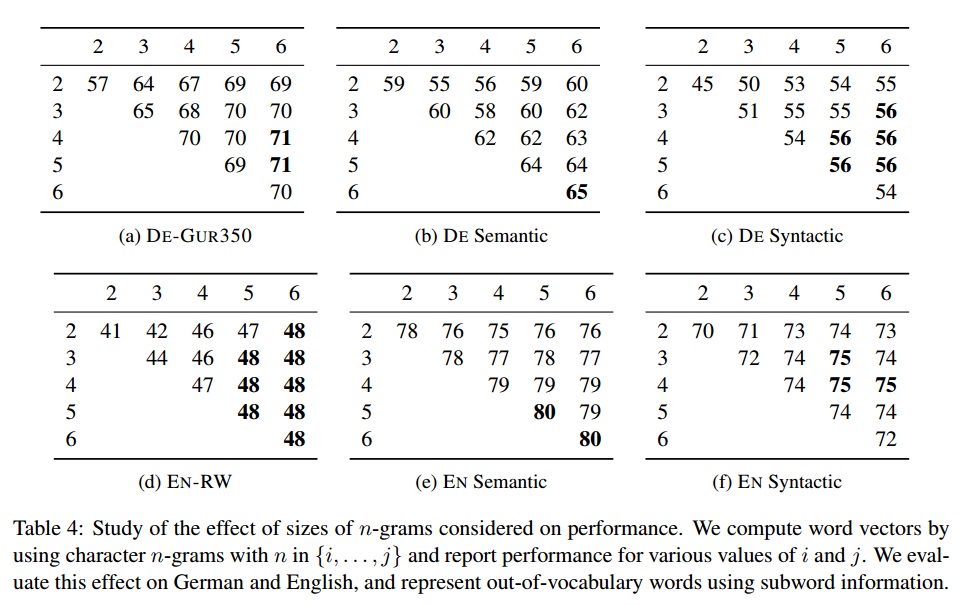 2 3 4 5 6
2 57 64 67 69 69
3 65 68 70 70
4 70 70 71
5 69 71
6 70
(a) DE-GUR350
2 3 4 5 6
2 59 55 56 59 60
3 60 58 60 62
4 62 62 63
5 64 64
6 65
(b) DE Semantic
2 3 4 5 6
2 45 50 53 54 55
3 51 55 55 56
4 54 56 56
5 56 56
6 54
(c) DE Syntactic
2 3 4 5 6
2 41 42 46 47 48
3 44 46 48 48
4 47 48 48
5 48 48
6 48
(d) EN-RW
2 3 4 5 6
2 78 76 75 76 76
3 78 77 78 77
4 79 79 79
5 80 79
6 80
(e) EN Semantic
2 3 4 5 6
2 70 71 73 74 73
3 72 74 75 74
4 74 75 75
5 74 74
6 72
(f) EN Syntactic
Table 4: Study of the effect of sizes of n-grams considered on performance. We compute word vectors by
using character n-grams with n in {i, . . . , j} and report performance for various values of i and j. We eval-
uate this effect on German and English, and represent out-of-vocabulary words using subword information.